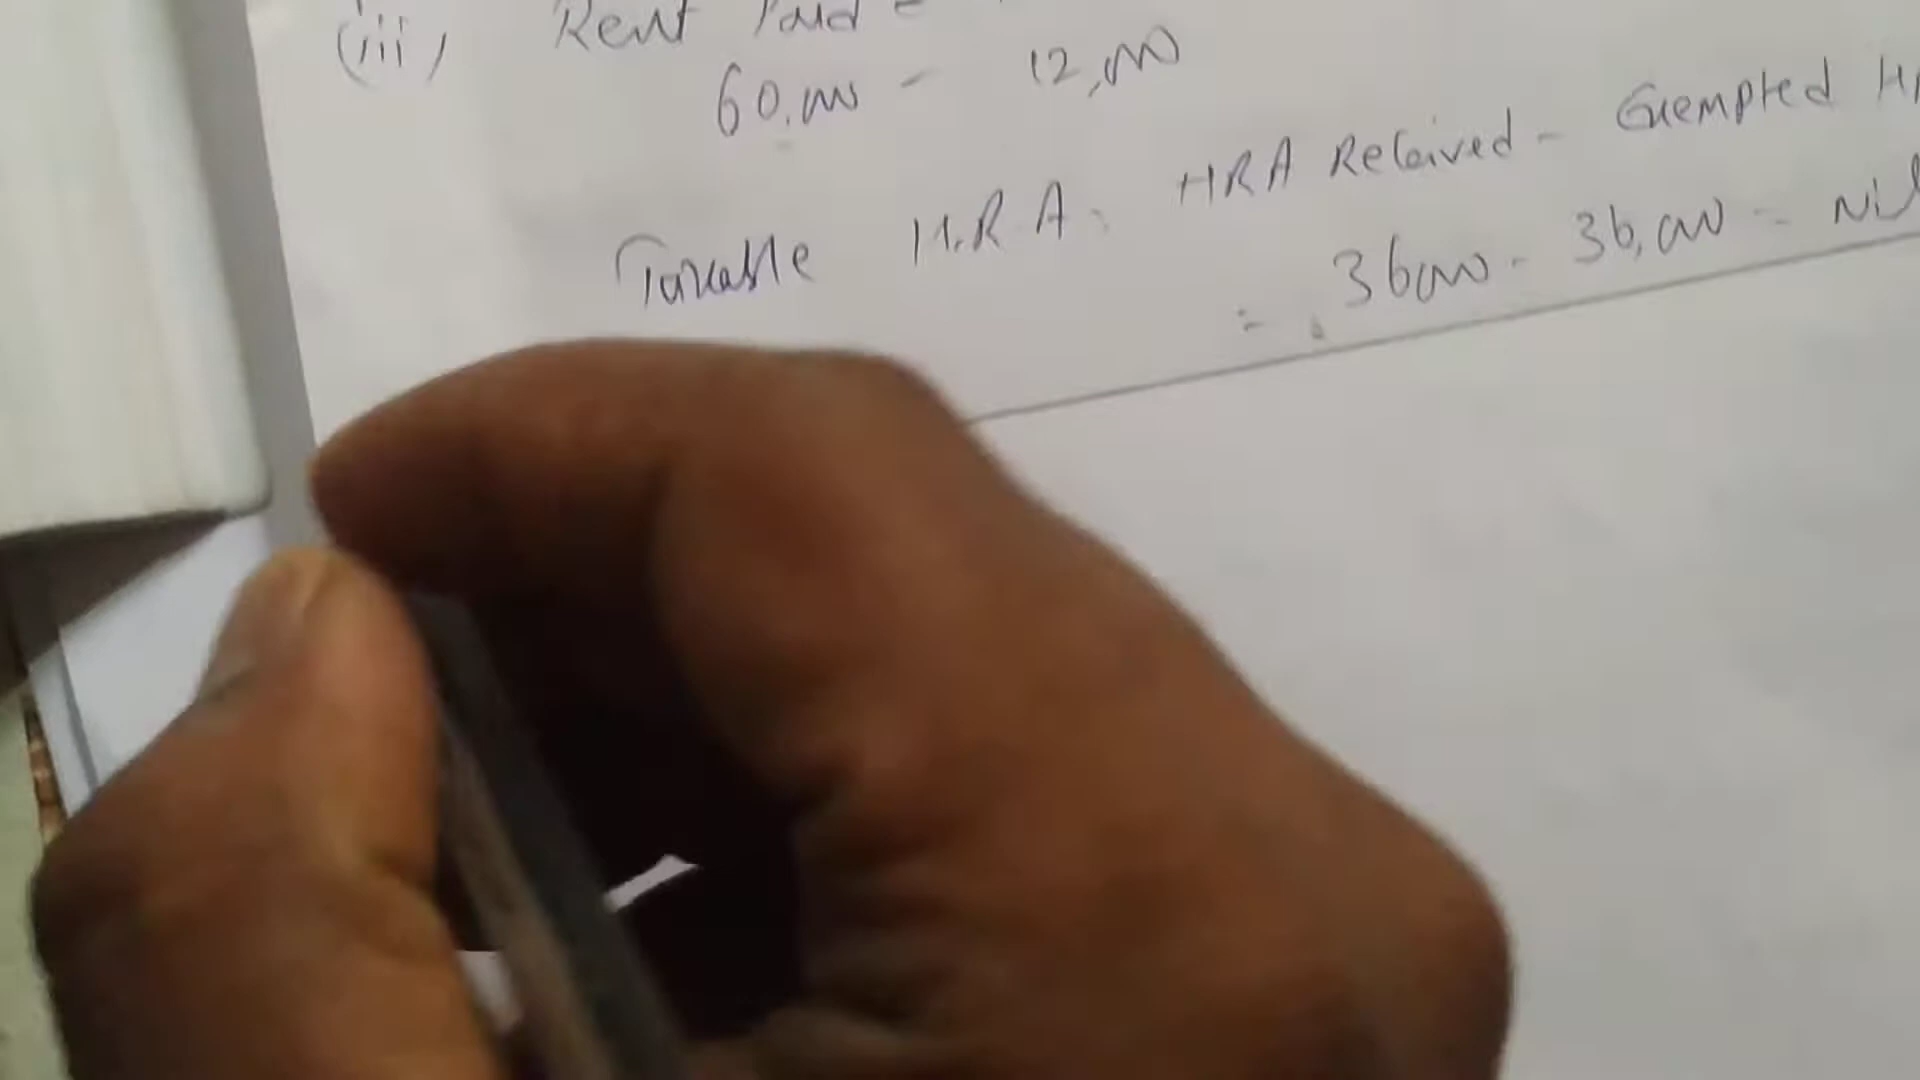 (iii) Rent Paid -
60,000 - 12,000
Taxable H.R.A = HRA Received - Exempted
= 36000 - 36,000 = Nil